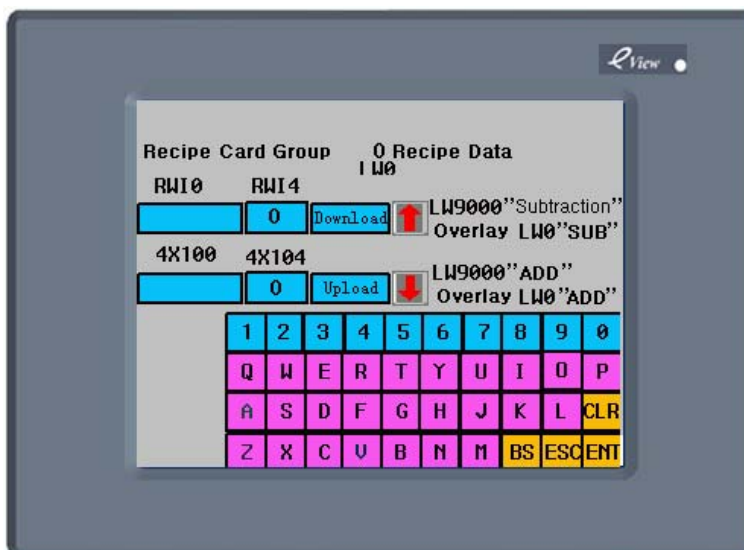 eView
Recipe Card Group 0 Recipe Data
LW0
RWI0 RWI4
0 Download LW9000"Subtraction"
Overlay LW0"SUB"
4X100 4X104
0 Upload LW9000"ADD"
Overlay LW0"ADD"
1 2 3 4 5 6 7 8 9 0
Q W E R T Y U I O P
A S D F G H J K L CLR
Z X C V B N M BS ESC ENT